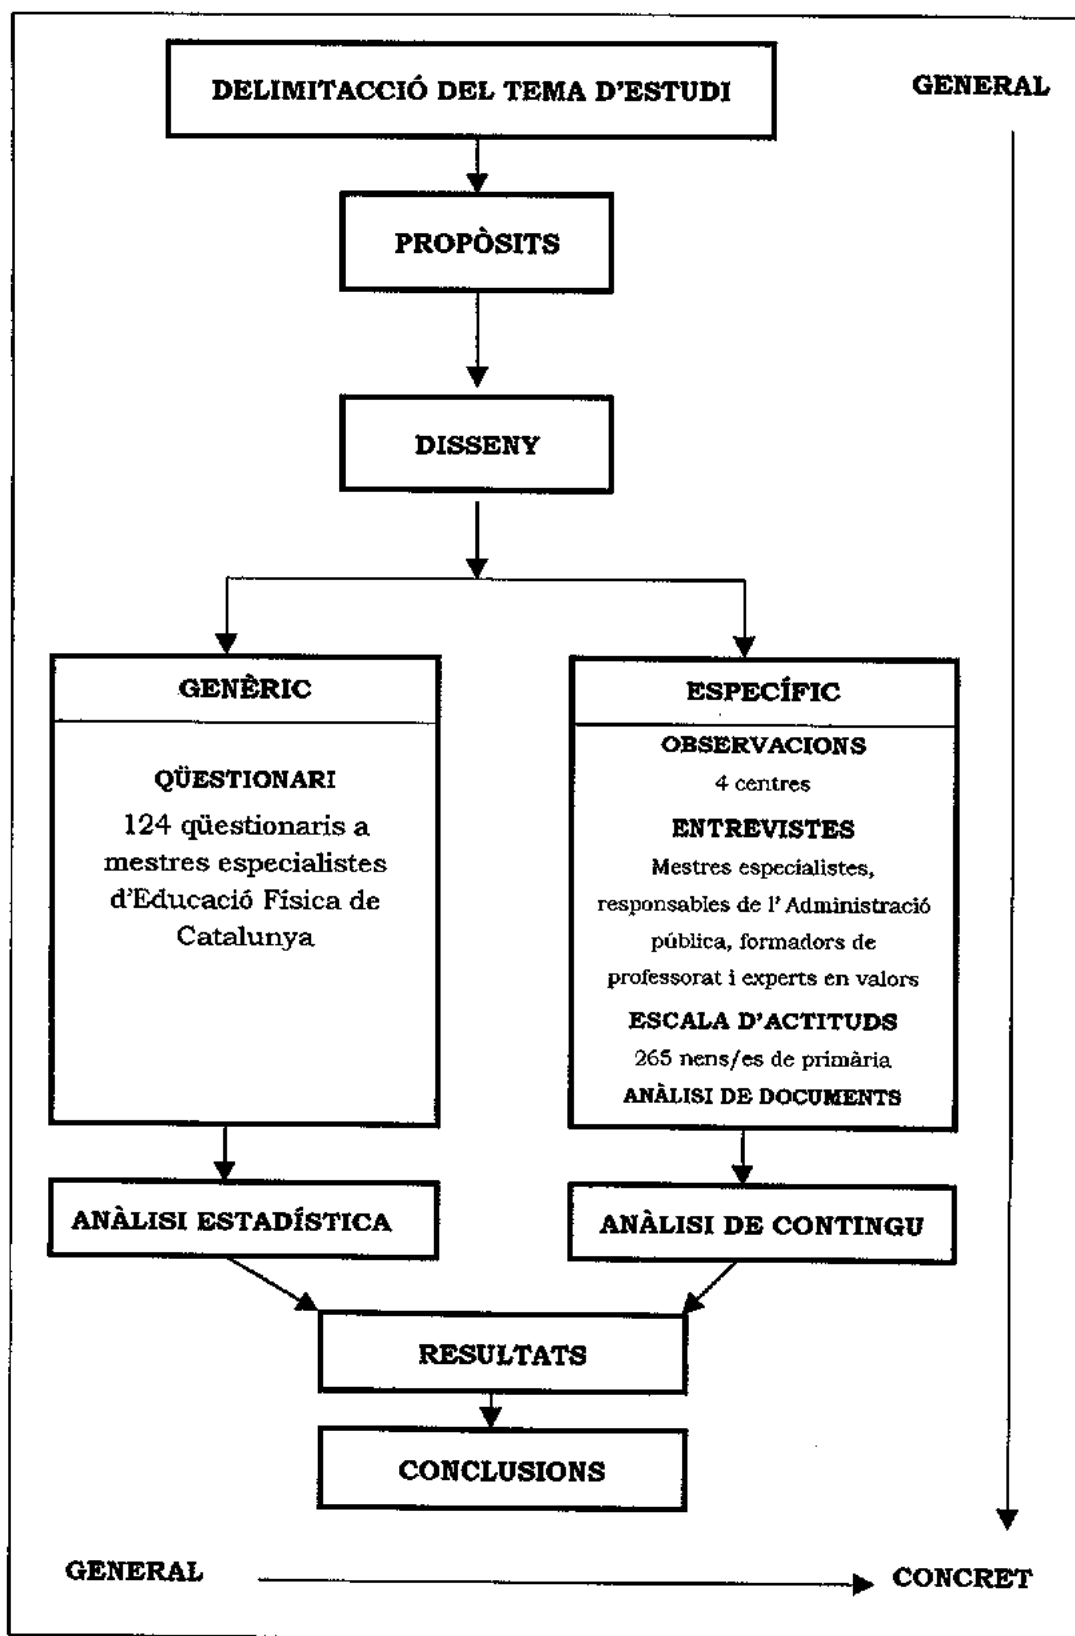 DELIMITACCIÓ DEL TEMA D'ESTUDI
GENERAL
PROPÒSITS
DISSENY
GENÈRIC
QÜESTIONARI
124 qüestionaris a
mestres especialistes
d'Educació Física de
Catalunya
ESPECÍFIC
OBSERVACIONS
4 centres
ENTREVISTES
Mestres especialistes,
responsables de l' Administració
pública, formadors de
professorat i experts en valors
ESCALA D'ACTITUDS
265 nens/es de primària
ANÀLISI DE DOCUMENTS
ANÀLISI ESTADÍSTICA
ANÀLISI DE CONTINGU
RESULTATS
CONCLUSIONS
GENERAL
CONCRET